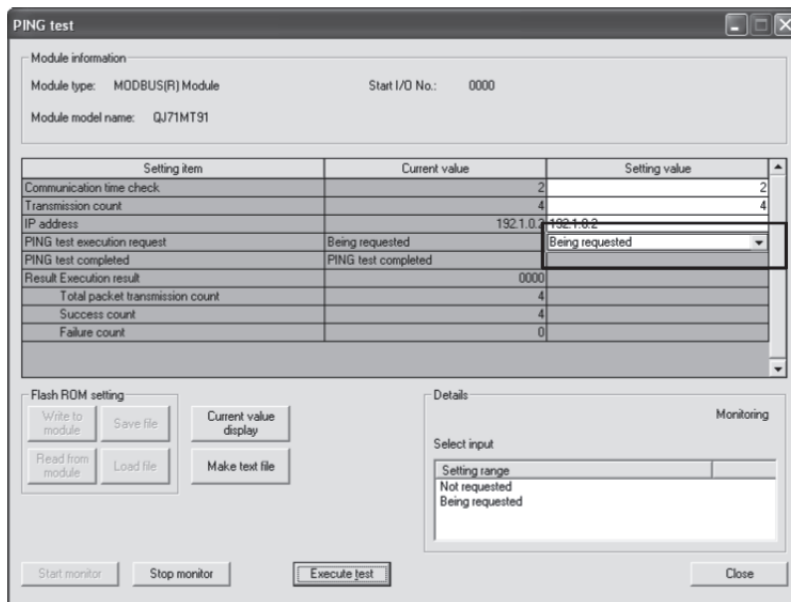 PING test
Module information
Module type: MODBUS(R) Module Start I/O No.: 0000
Module model name: QJ71MT91
Setting item Current value Setting value
Communication time check 2 2
Transmission count 4 4
IP address 192.1.0.2 192.1.0.2
PING test execution request Being requested Being requested
PING test completed PING test completed
Result Execution result 0000
Total packet transmission count 4
Success count 4
Failure count 0
Flash ROM setting
Write to module
Save file
Current value display
Read from module
Load file
Make text file
Details
Monitoring
Select input
Setting range
Not requested
Being requested
Start monitor Stop monitor Execute test Close